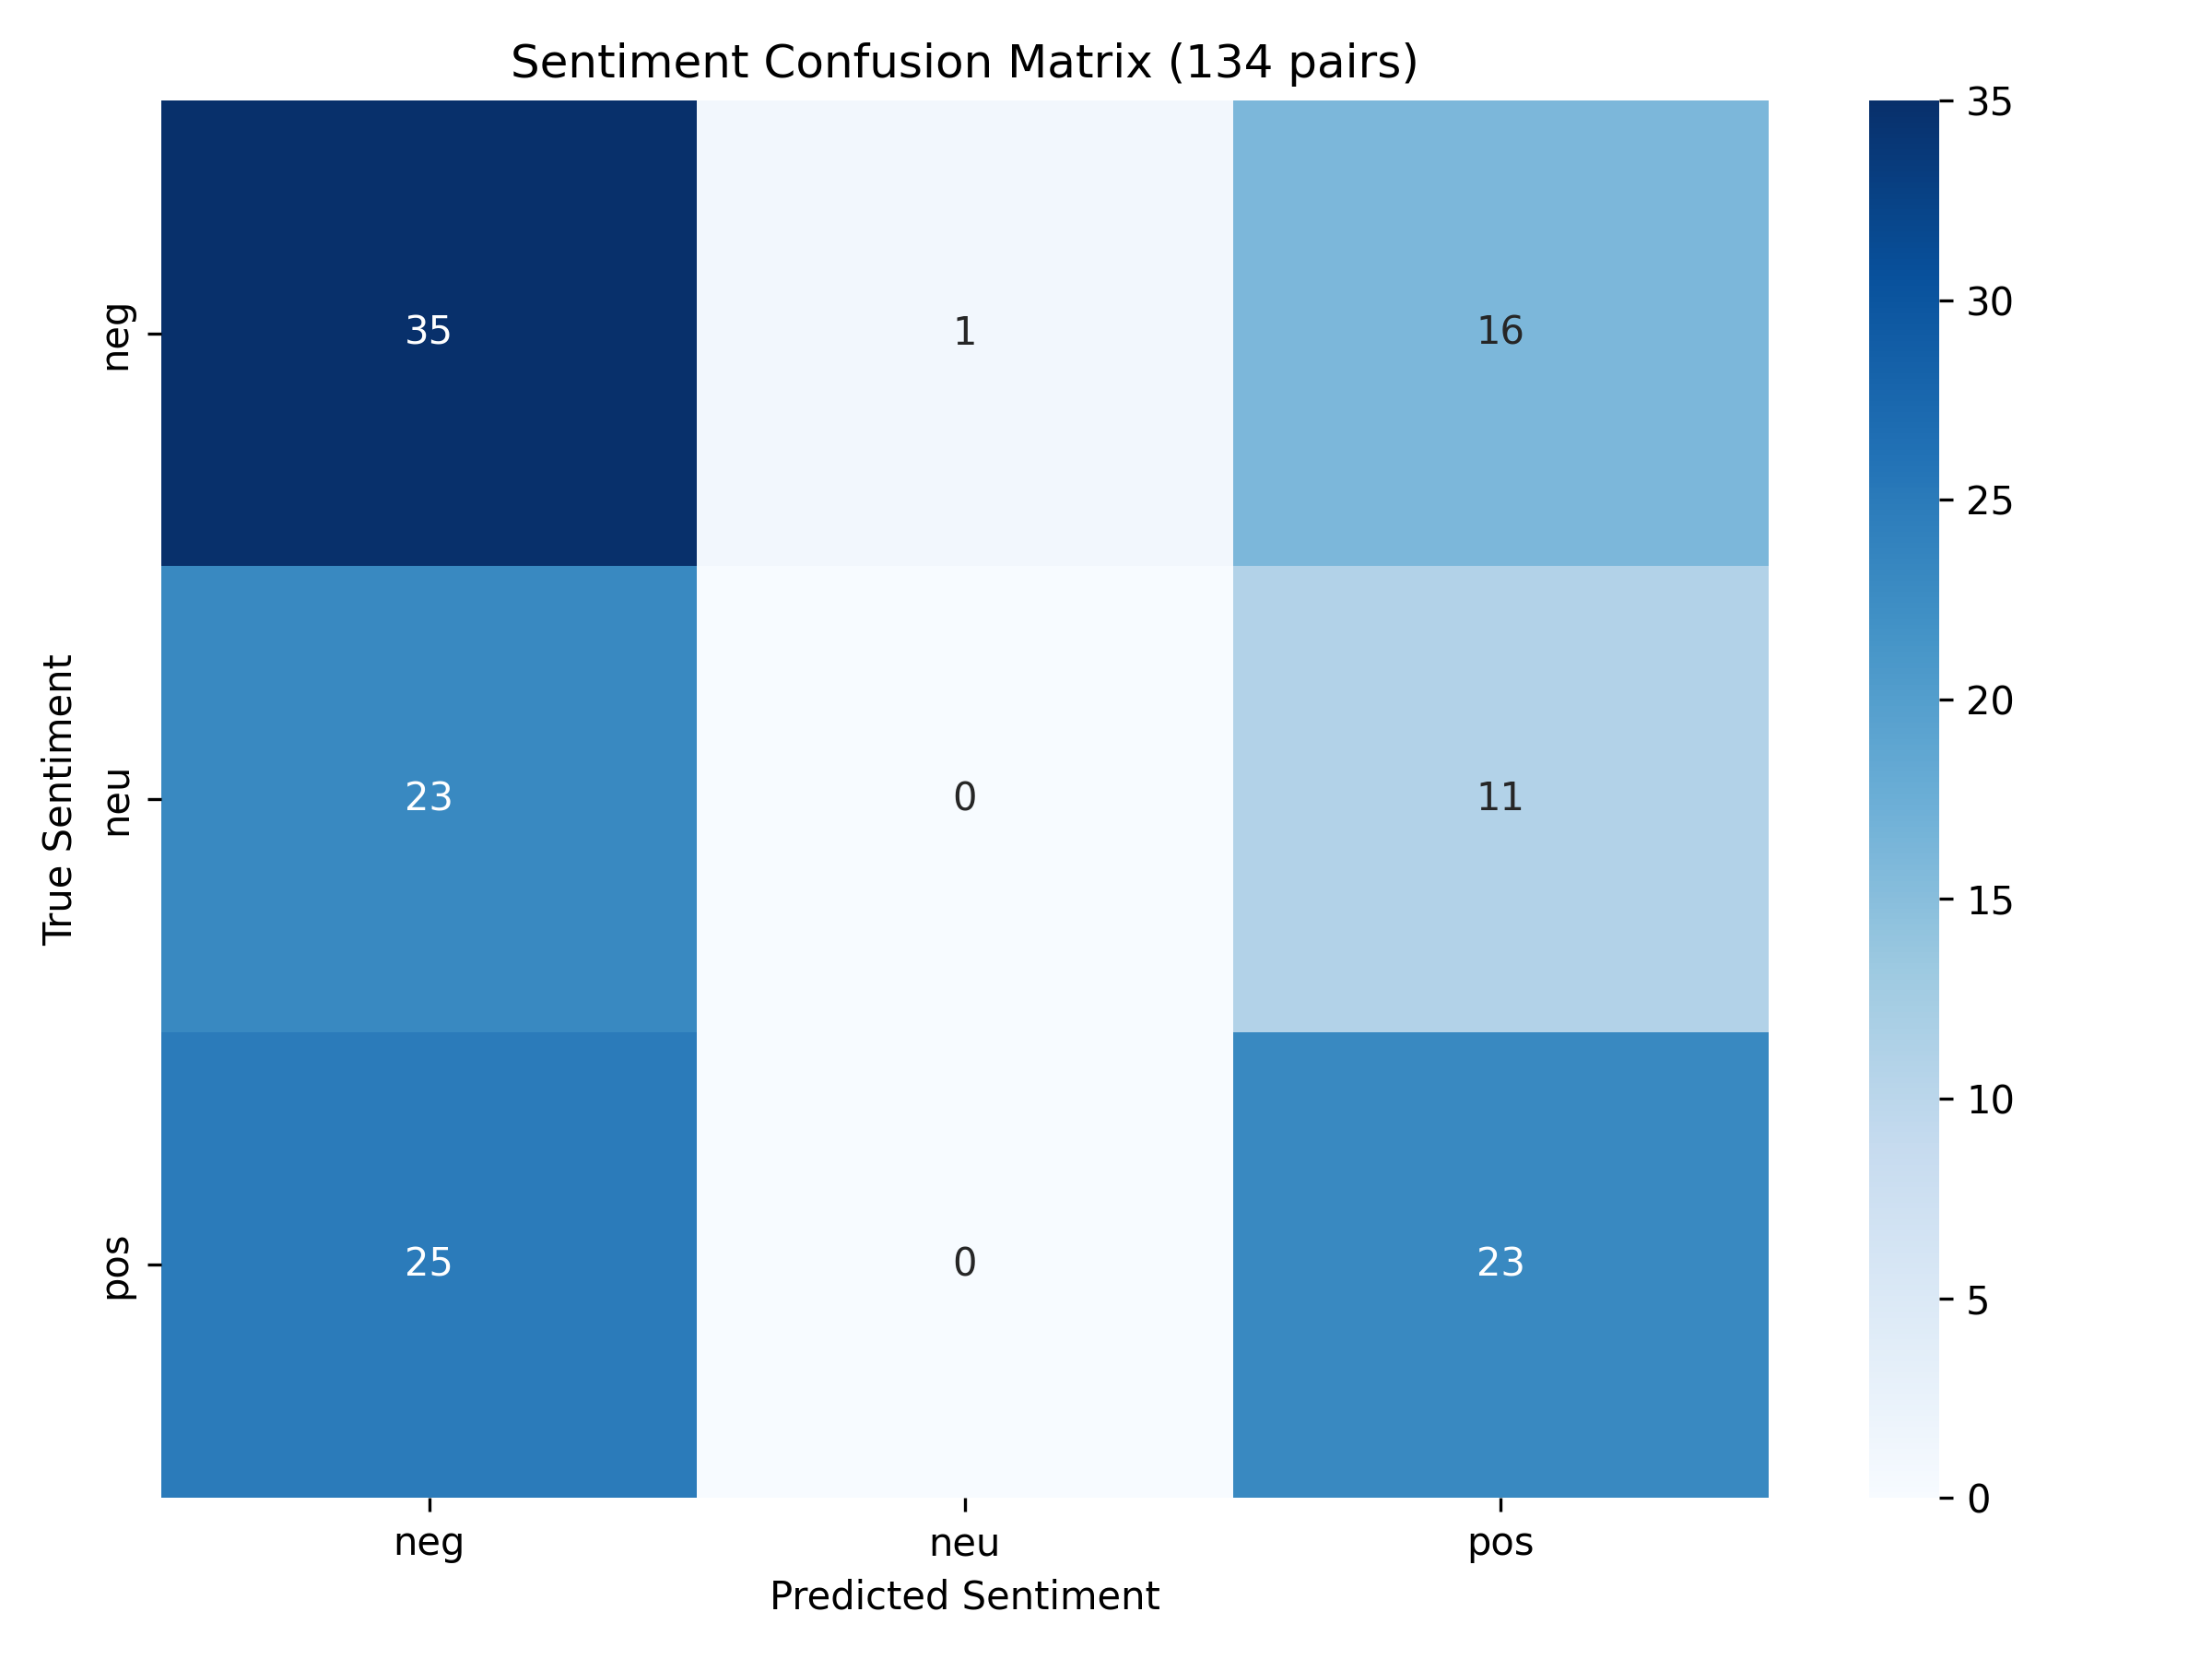 Sentiment Confusion Matrix (134 pairs)
True Sentiment
neg
35
1
16
neu
23
0
11
pos
25
0
23
neg
neu
pos
Predicted Sentiment
35
30
25
20
15
10
5
0